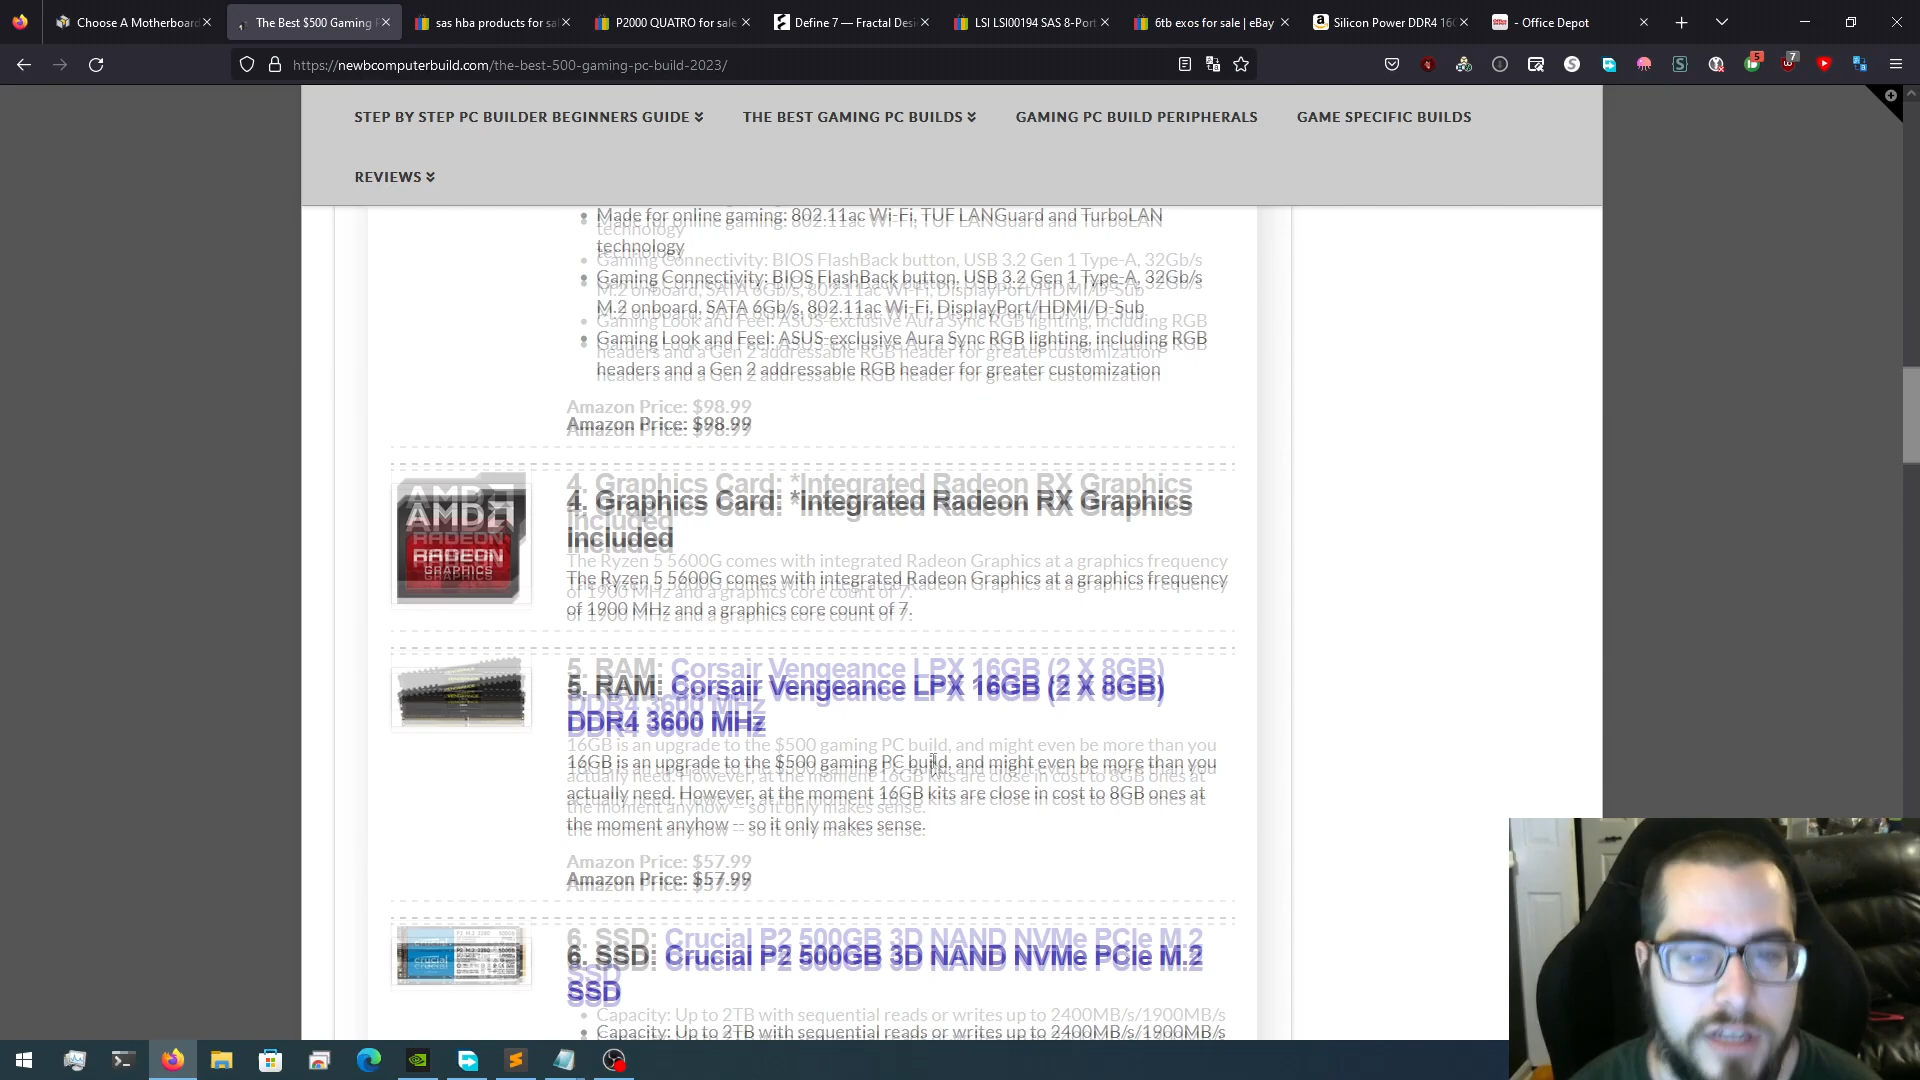 Choose A Motherboard
The Best $500 Gaming P
sas hba products for sal
P2000 QUATRO for sale
Define 7 — Fractal Des
LSI LSI00194 SAS 8-Port
6tb exos for sale | eBay
Silicon Power DDR4 16G
- Office Depot
https://newbcomputerbuild.com/the-best-500-gaming-pc-build-2023/
5
7
STEP BY STEP PC BUILDER BEGINNERS GUIDE
THE BEST GAMING PC BUILDS
GAMING PC BUILD PERIPHERALS
GAME SPECIFIC BUILDS
REVIEWS
Made for online gaming: 802.11ac Wi-Fi, TUF LANGuard and TurboLAN
technology
Gaming Connectivity: BIOS FlashBack button, USB 3.2 Gen 1 Type-A, 32Gb/s
M.2 onboard, SATA 6Gb/s, 802.11ac Wi-Fi, DisplayPort/HDMI/D-Sub
Gaming Look and Feel: ASUS-exclusive Aura Sync RGB lighting, including RGB
headers and a Gen 2 addressable RGB header for greater customization
Amazon Price: $98.99
AMD
RADEON
GRAPHICS
4. Graphics Card: *Integrated Radeon RX Graphics
included
The Ryzen 5 5600G comes with integrated Radeon Graphics at a graphics frequency
of 1900 MHz and a graphics core count of 7.
5. RAM: Corsair Vengeance LPX 16GB (2 X 8GB)
DDR4 3600 MHz
16GB is an upgrade to the $500 gaming PC build, and might even be more than you
actually need. However, at the moment 16GB kits are close in cost to 8GB ones at
the moment anyhow -- so it only makes sense.
Amazon Price: $57.99
crucial
6. SSD: Crucial P2 500GB 3D NAND NVMe PCIe M.2
SSD
Capacity: Up to 2TB with sequential reads or writes up to 2400MB/s/1900MB/s